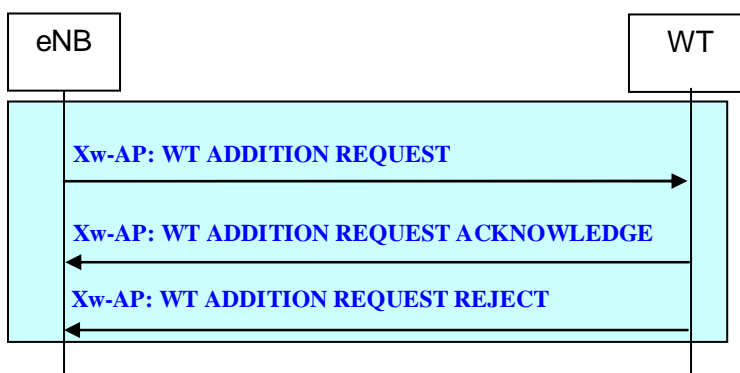 eNB
WT
Xw-AP: WT ADDITION REQUEST
Xw-AP: WT ADDITION REQUEST ACKNOWLEDGE
Xw-AP: WT ADDITION REQUEST REJECT